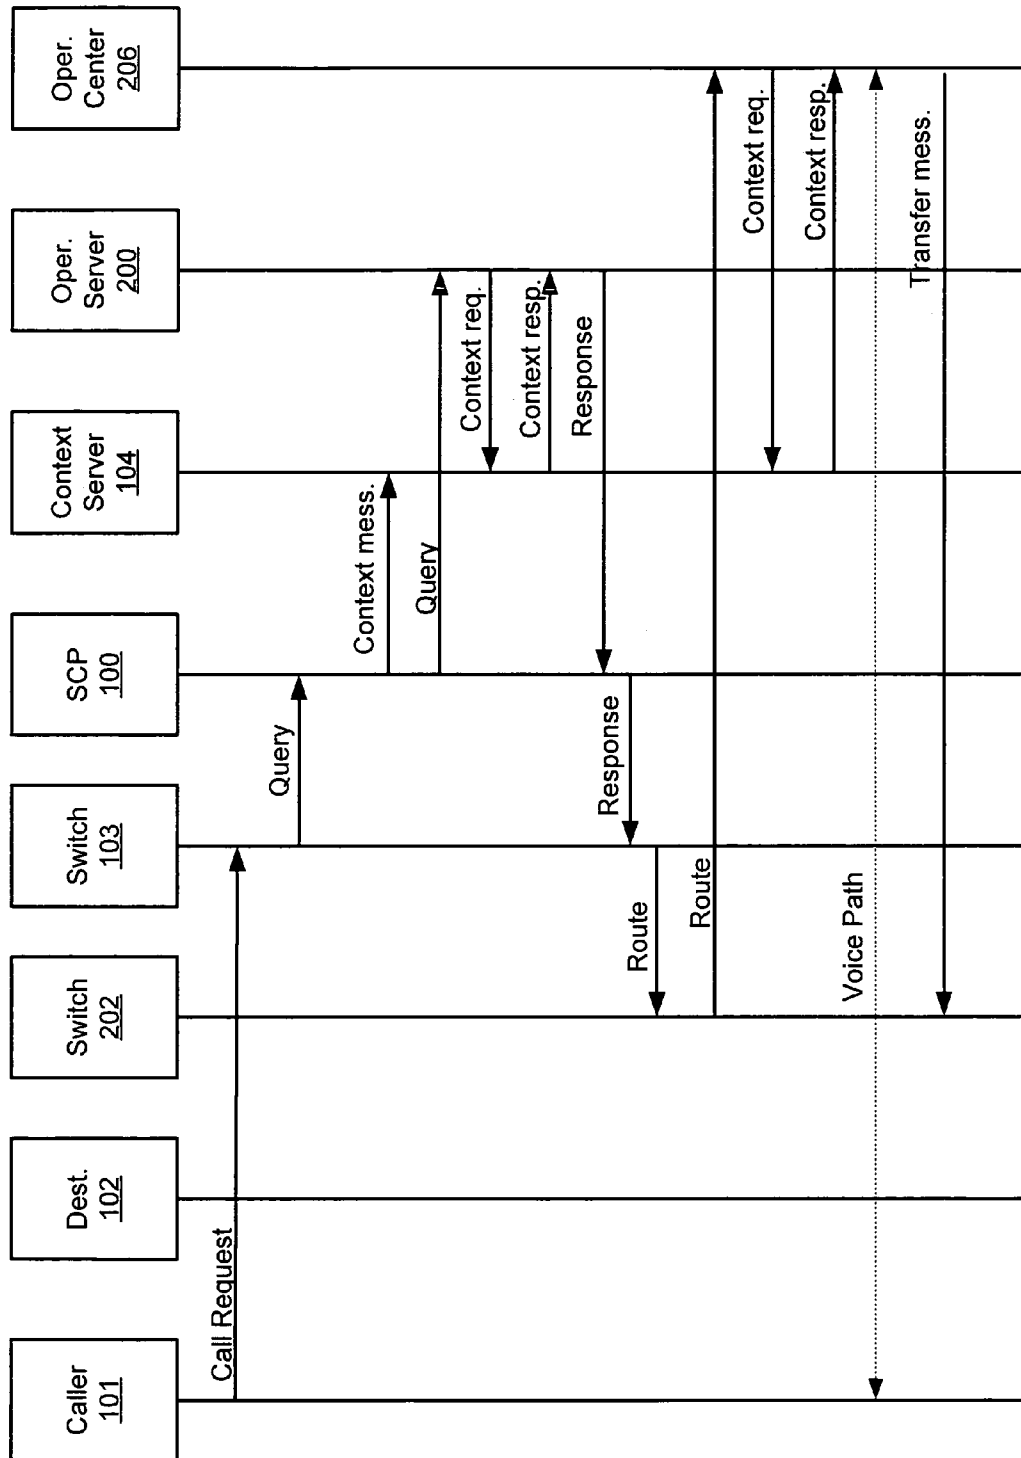 Caller
101
Dest.
102
Switch
202
Switch
103
SCP
100
Context
Server
104
Oper.
Server
200
Oper.
Center
206
Call Request
Query
Context mess.
Query
Context req.
Context resp.
Response
Response
Route
Route
Context req.
Context resp.
Voice Path
Transfer mess.